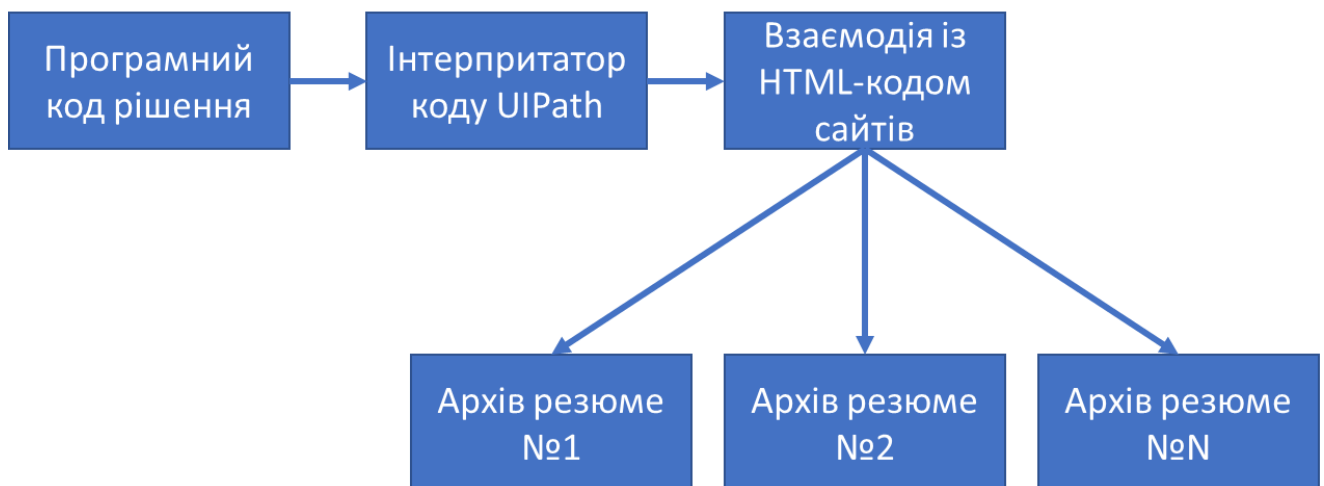 Програмний
код рішення
Інтерпритатор
коду UIPath
Взаємодія із
HTML-кодом
сайтів
Архів резюме
№1
Архів резюме
№2
Архів резюме
№N